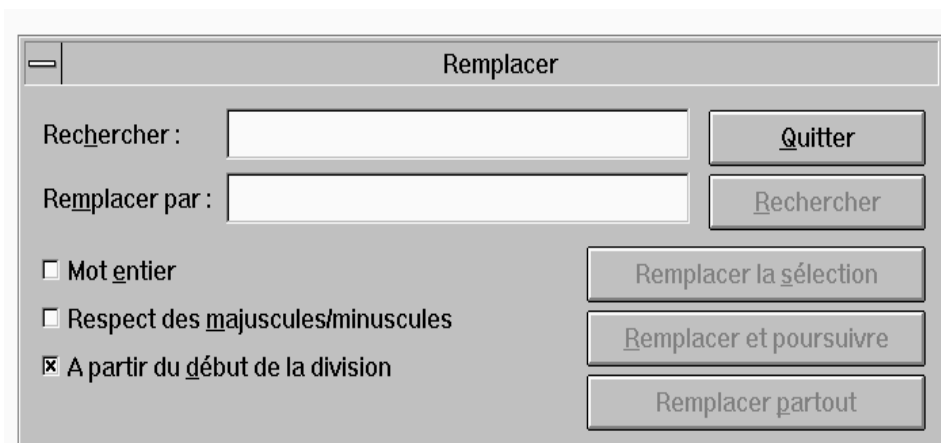 Remplacer
Rechercher :
Quitter
Remplacer par :
Rechercher
Mot entier
Remplacer la sélection
Respect des majuscules/minuscules
Remplacer et poursuivre
A partir du début de la division
Remplacer partout